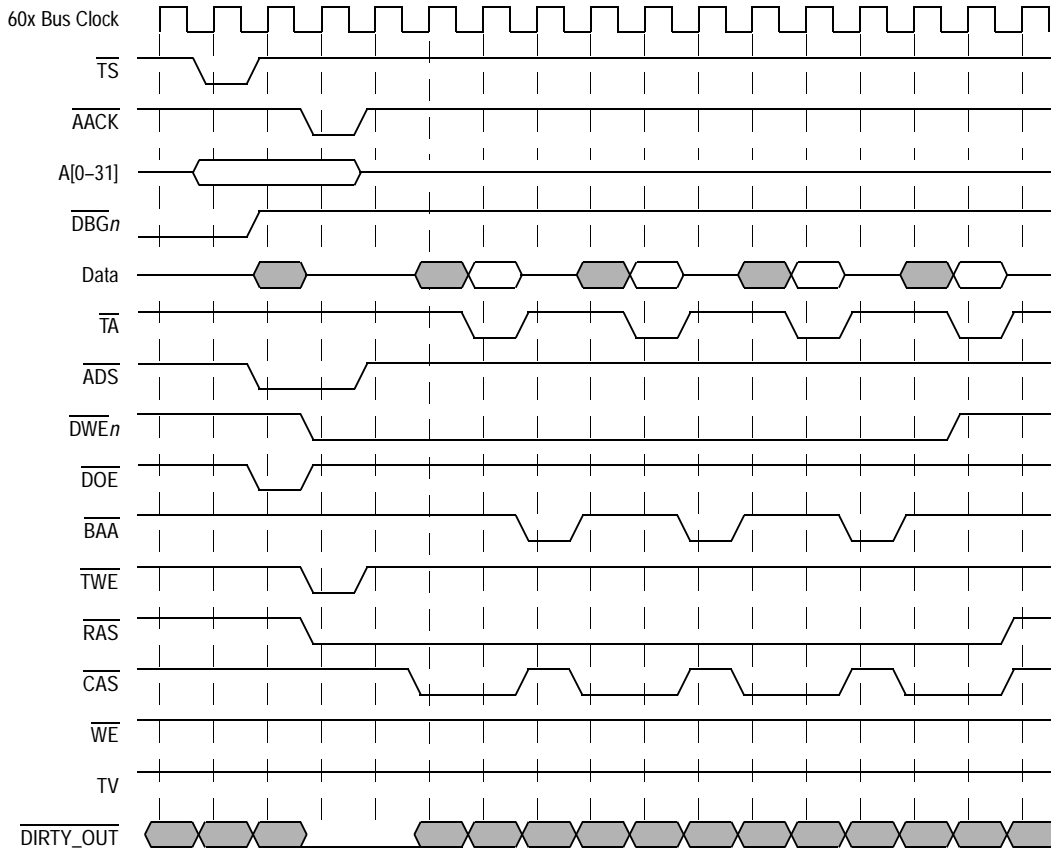 60x Bus Clock
TS
AACK
A[0–31]
DBGn
Data
TA
ADS
DWEn
DOE
BAA
TWE
RAS
CAS
WE
TV
DIRTY_OUT